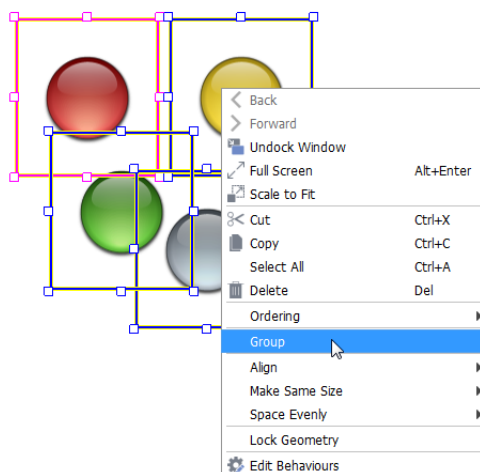 Back
Forward
Undock Window
Full Screen Alt+Enter
Scale to Fit
Cut Ctrl+X
Copy Ctrl+C
Select All Ctrl+A
Delete Del
Ordering
Group
Align
Make Same Size
Space Evenly
Lock Geometry
Edit Behaviours